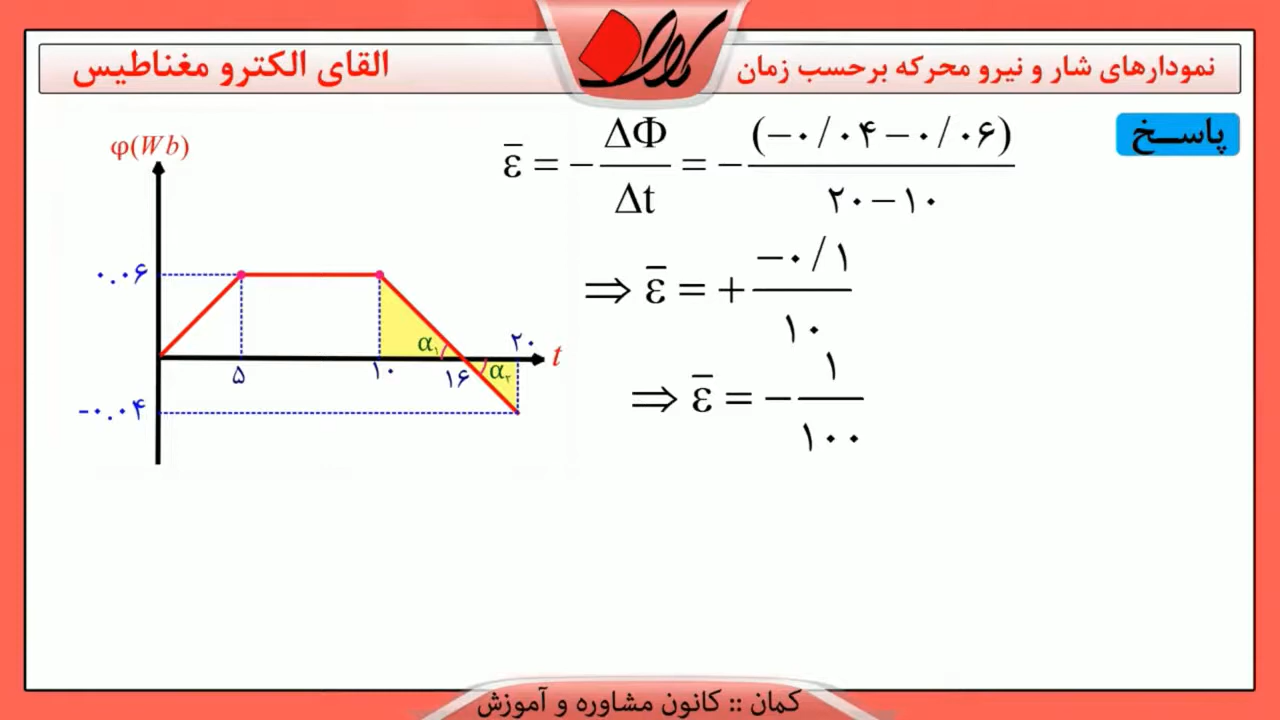 نمودارهای شار و نیرو محرکه برحسب زمان
کمان
القای الکترو مغناطیس
پاسخ
ε̄ = −ΔΦ/Δt = −(−۰/۰۴−۰/۰۶)/(۲۰−۱۰)
⇒ ε̄ = +(−۰/۱)/۱۰
⇒ ε̄ = −۱/۱۰۰
φ(Wb)
۰.۰۶
-۰.۰۴
۵
۱۰
۱۶
۲۰
t
α۱
α۲
کمان :: کانون مشاوره و آموزش